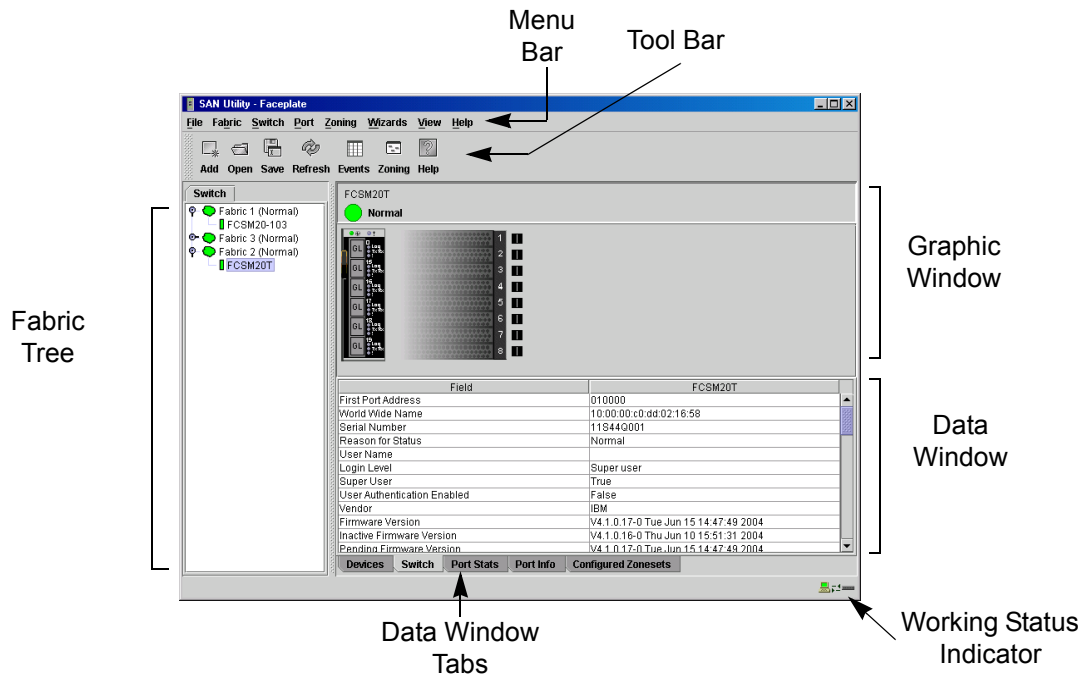 Menu
Bar
Tool Bar
SAN Utility - Faceplate
File Fabric Switch Port Zoning Wizards View Help
Add Open Save Refresh Events Zoning Help
Switch
Fabric 1 (Normal)
FCSM20-103
Fabric 3 (Normal)
Fabric 2 (Normal)
FCSM20T
FCSM20T
Normal
GL
GL
GL
GL
GL
GL
1
2
3
4
5
6
7
8
Fabric
Tree
Graphic
Window
Field FCSM20T
First Port Address 010000
World Wide Name 10:00:00:c0:dd:02:16:58
Serial Number 11S44Q001
Reason for Status Normal
User Name
Login Level Super user
Super User True
User Authentication Enabled False
Vendor IBM
Firmware Version V4.1.0.17-0 Tue Jun 15 14:47:49 2004
Inactive Firmware Version V4.1.0.16-0 Thu Jun 10 15:51:31 2004
Pending Firmware Version V4.1.0.17-0 Tue Jun 15 14:47:49 2004
Data
Window
Devices Switch Port Stats Port Info Configured Zonesets
Data Window
Tabs
Working Status
Indicator